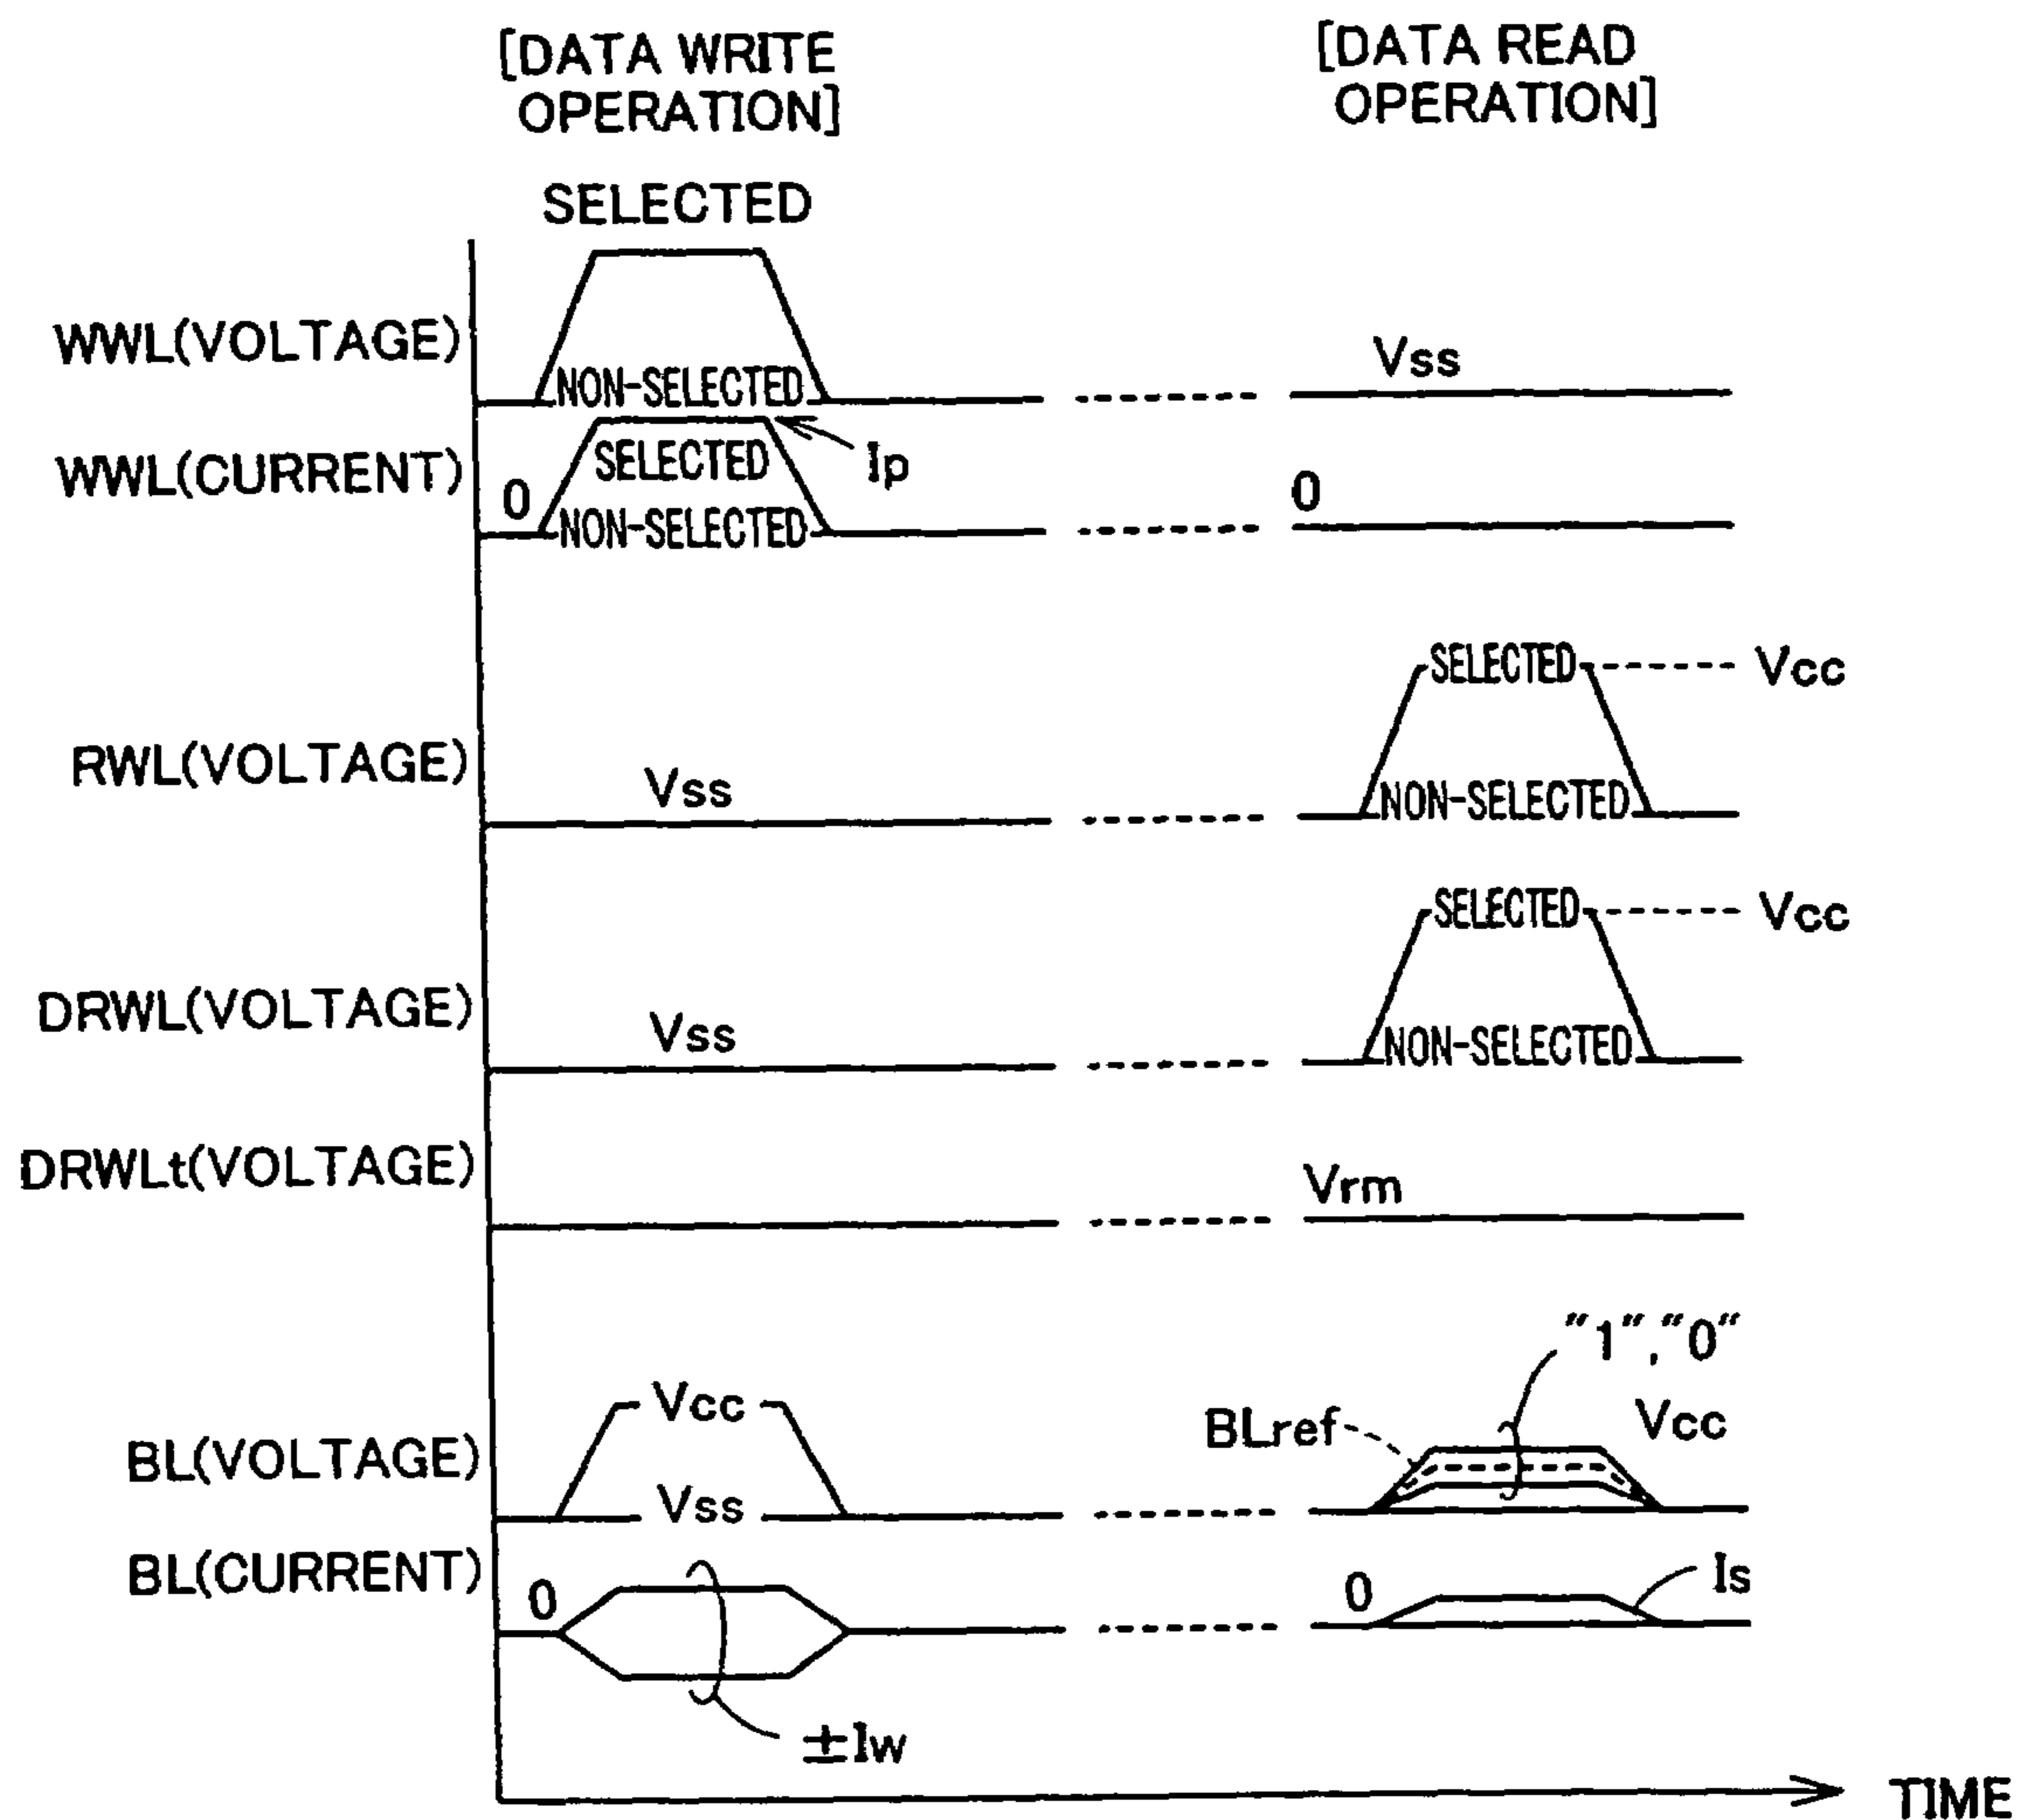 [DATA WRITE
OPERATION]
[DATA READ
OPERATION]
SELECTED
WWL(VOLTAGE)
NON-SELECTED
Vss
WWL(CURRENT)
0
SELECTED
Ip
NON-SELECTED
0
RWL(VOLTAGE)
Vss
SELECTED
Vcc
NON-SELECTED
DRWL(VOLTAGE)
Vss
SELECTED
Vcc
NON-SELECTED
DRWLt(VOLTAGE)
Vrm
BL(VOLTAGE)
Vcc
Vss
"1","0"
BLref
Vcc
BL(CURRENT)
0
±Iw
0
Is
TIME